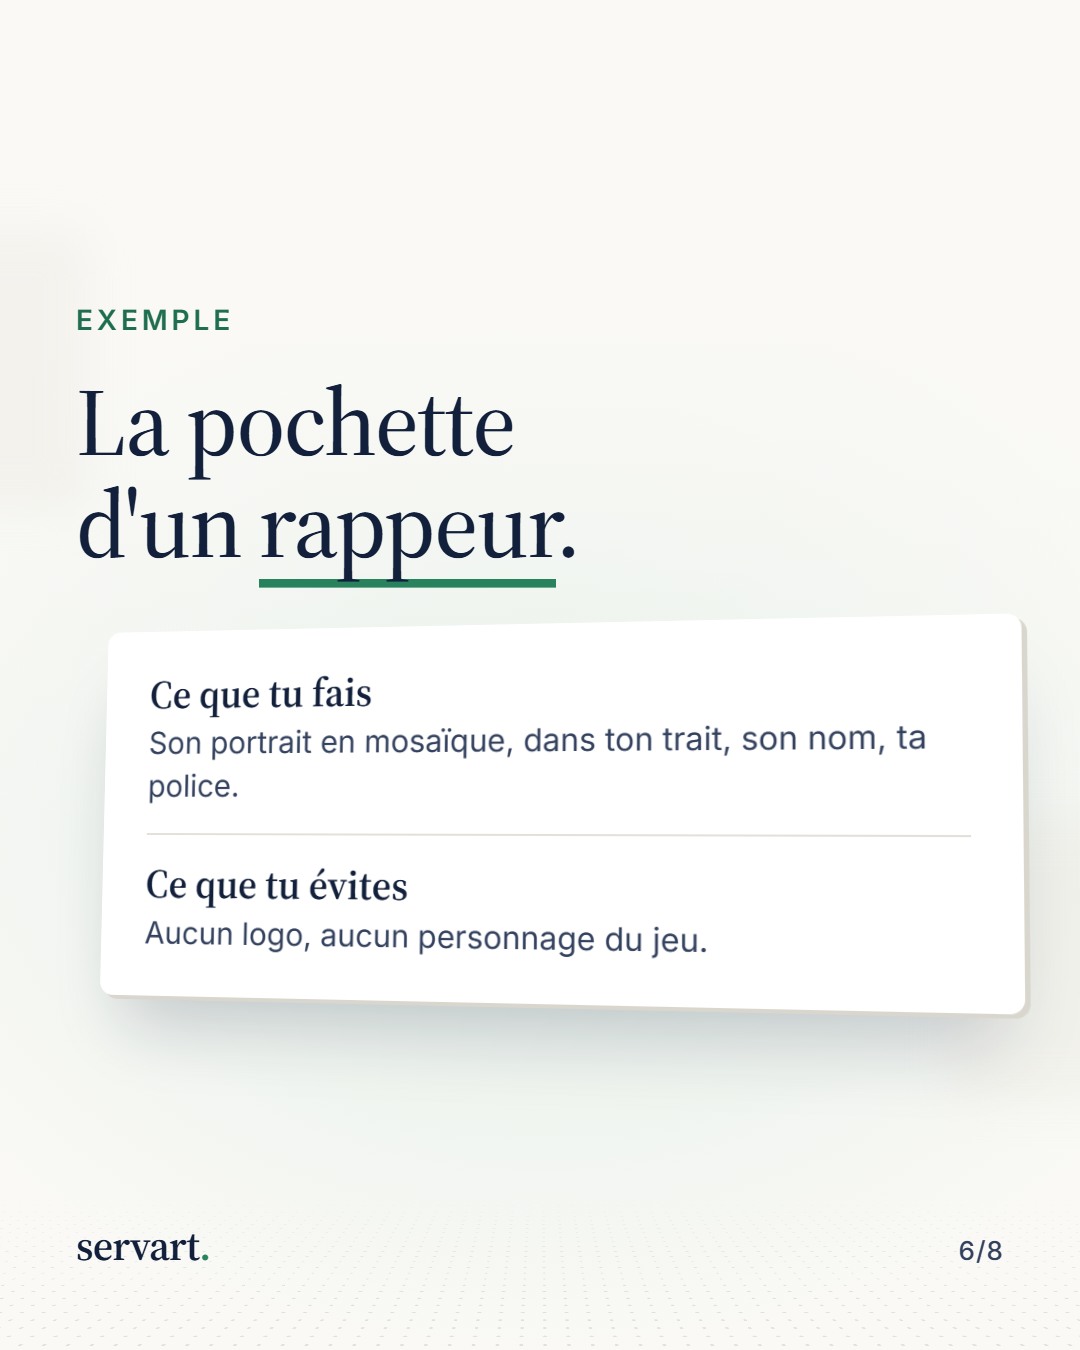 EXEMPLE
La pochette
d'un rappeur.
Ce que tu fais
Son portrait en mosaïque, dans ton trait, son nom, ta
police.
Ce que tu évites
Aucun logo, aucun personnage du jeu.
servart.
6/8